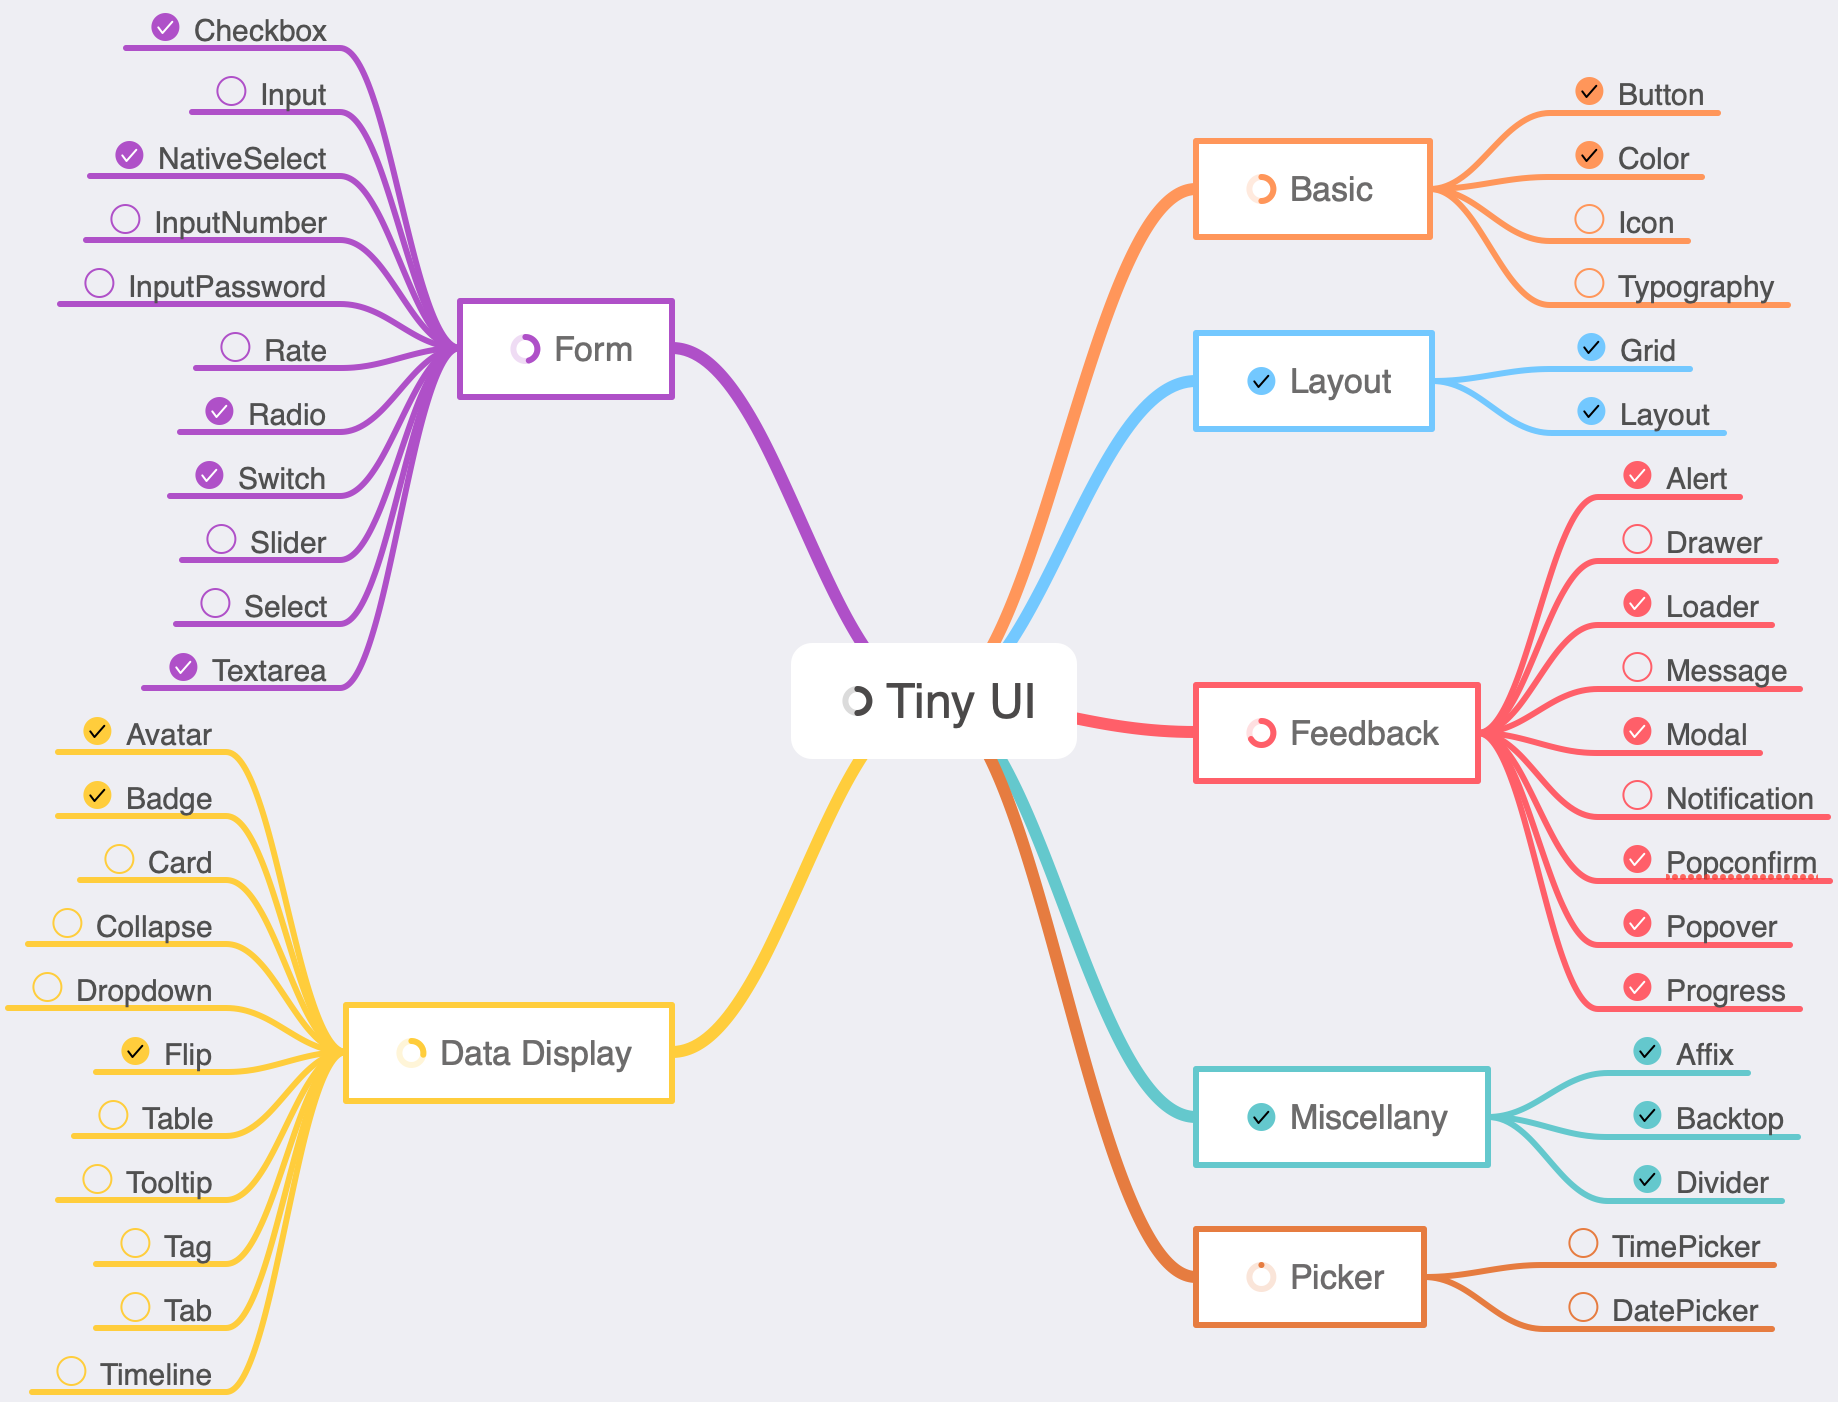 Tiny UI
Form
Checkbox
Input
NativeSelect
InputNumber
InputPassword
Rate
Radio
Switch
Slider
Select
Textarea
Data Display
Avatar
Badge
Card
Collapse
Dropdown
Flip
Table
Tooltip
Tag
Tab
Timeline
Basic
Button
Color
Icon
Typography
Layout
Grid
Layout
Feedback
Alert
Drawer
Loader
Message
Modal
Notification
Popconfirm
Popover
Progress
Miscellany
Affix
Backtop
Divider
Picker
TimePicker
DatePicker